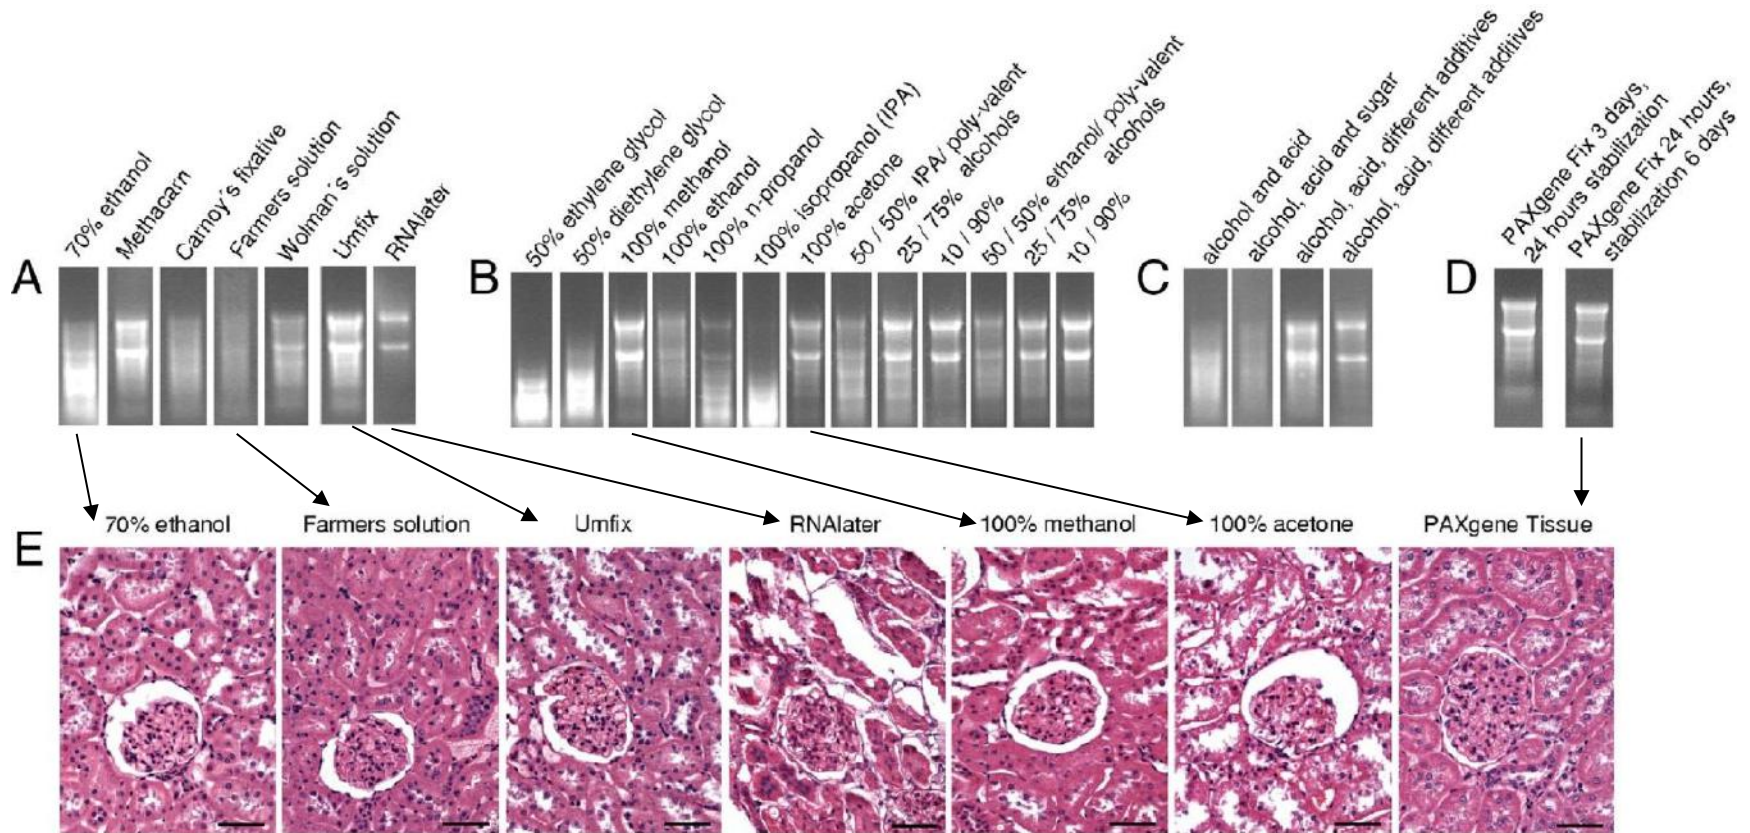 A
70% ethanol
Methacarn
Carnoy´s fixative
Farmers solution
Wolman´s solution
Umfix
RNAlater
B
50% ethylene glycol
50% diethylene glycol
100% methanol
100% ethanol
100% n-propanol
100% isopropanol (IPA)
100% acetone
50 / 50% IPA/ poly-valent
25 / 75% alcohols
10 / 90%
50 / 50% ethanol/ poly-valent
25 / 75% alcohols
10 / 90%
C
alcohol and acid
alcohol, acid and sugar
alcohol, acid, different additives
alcohol, acid, different additives
D
PAXgene Fix 3 days,
24 hours stabilization
PAXgene Fix 24 hours,
stabilization 6 days
E
70% ethanol
Farmers solution
Umfix
RNAlater
100% methanol
100% acetone
PAXgene Tissue